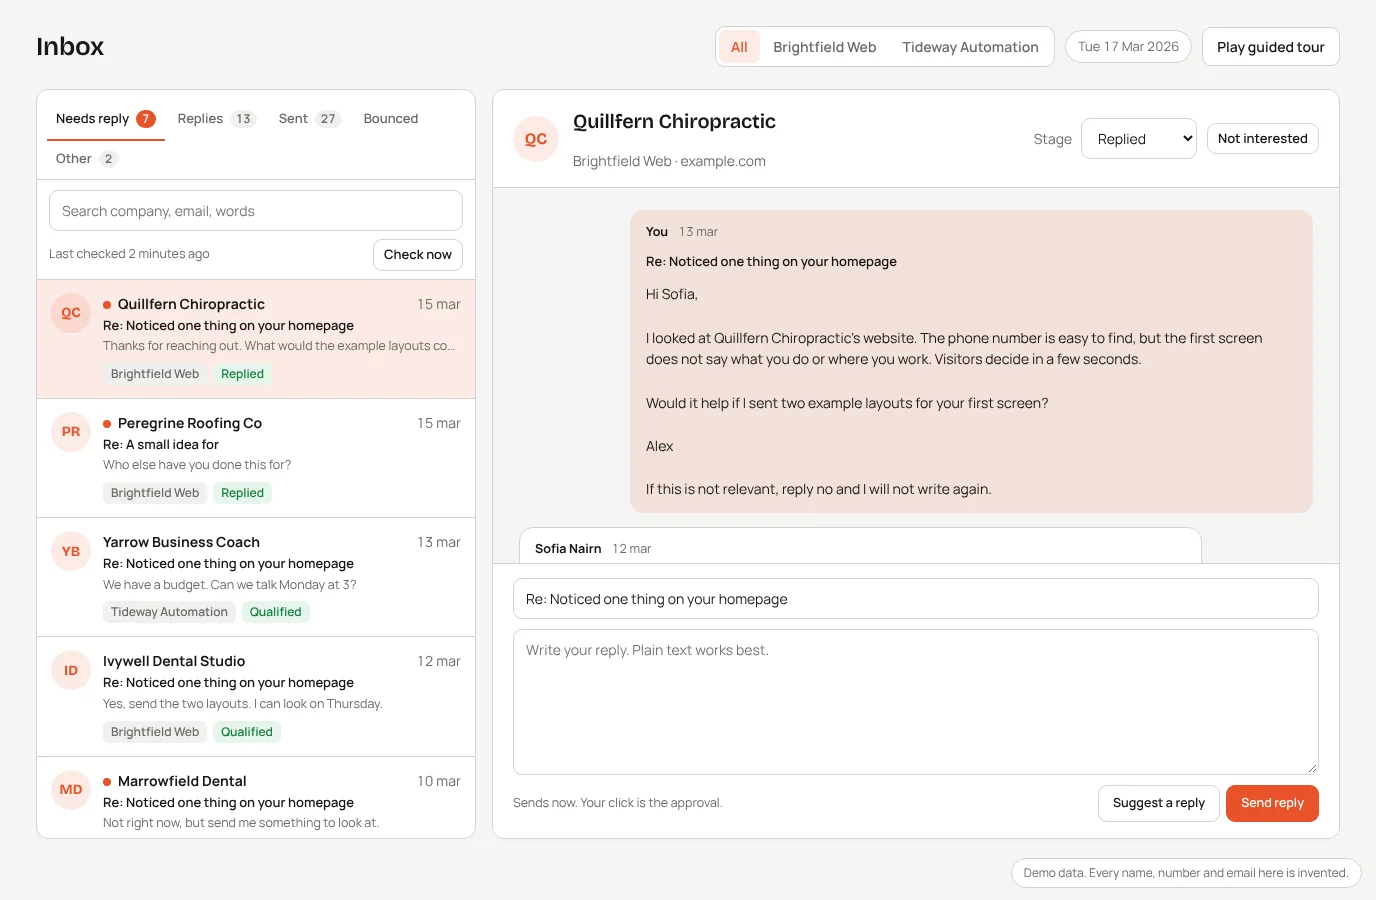 Inbox
All
Brightfield Web
Tideway Automation
Tue 17 Mar 2026
Play guided tour
Needs reply 7
Replies 13
Sent 27
Bounced
Other 2
Search company, email, words
Last checked 2 minutes ago
Check now
QC
Quillfern Chiropractic
15 mar
Re: Noticed one thing on your homepage
Thanks for reaching out. What would the example layouts co...
Brightfield Web
Replied
PR
Peregrine Roofing Co
15 mar
Re: A small idea for
Who else have you done this for?
Brightfield Web
Replied
YB
Yarrow Business Coach
13 mar
Re: Noticed one thing on your homepage
We have a budget. Can we talk Monday at 3?
Tideway Automation
Qualified
ID
Ivywell Dental Studio
12 mar
Re: Noticed one thing on your homepage
Yes, send the two layouts. I can look on Thursday.
Brightfield Web
Qualified
MD
Marrowfield Dental
10 mar
Re: Noticed one thing on your homepage
Not right now, but send me something to look at.
QC
Quillfern Chiropractic
Brightfield Web · example.com
Stage
Replied
Not interested
You 13 mar
Re: Noticed one thing on your homepage
Hi Sofia,
I looked at Quillfern Chiropractic's website. The phone number is easy to find, but the first screen
does not say what you do or where you work. Visitors decide in a few seconds.
Would it help if I sent two example layouts for your first screen?
Alex
If this is not relevant, reply no and I will not write again.
Sofia Nairn 12 mar
Re: Noticed one thing on your homepage
Write your reply. Plain text works best.
Sends now. Your click is the approval.
Suggest a reply
Send reply
Demo data. Every name, number and email here is invented.